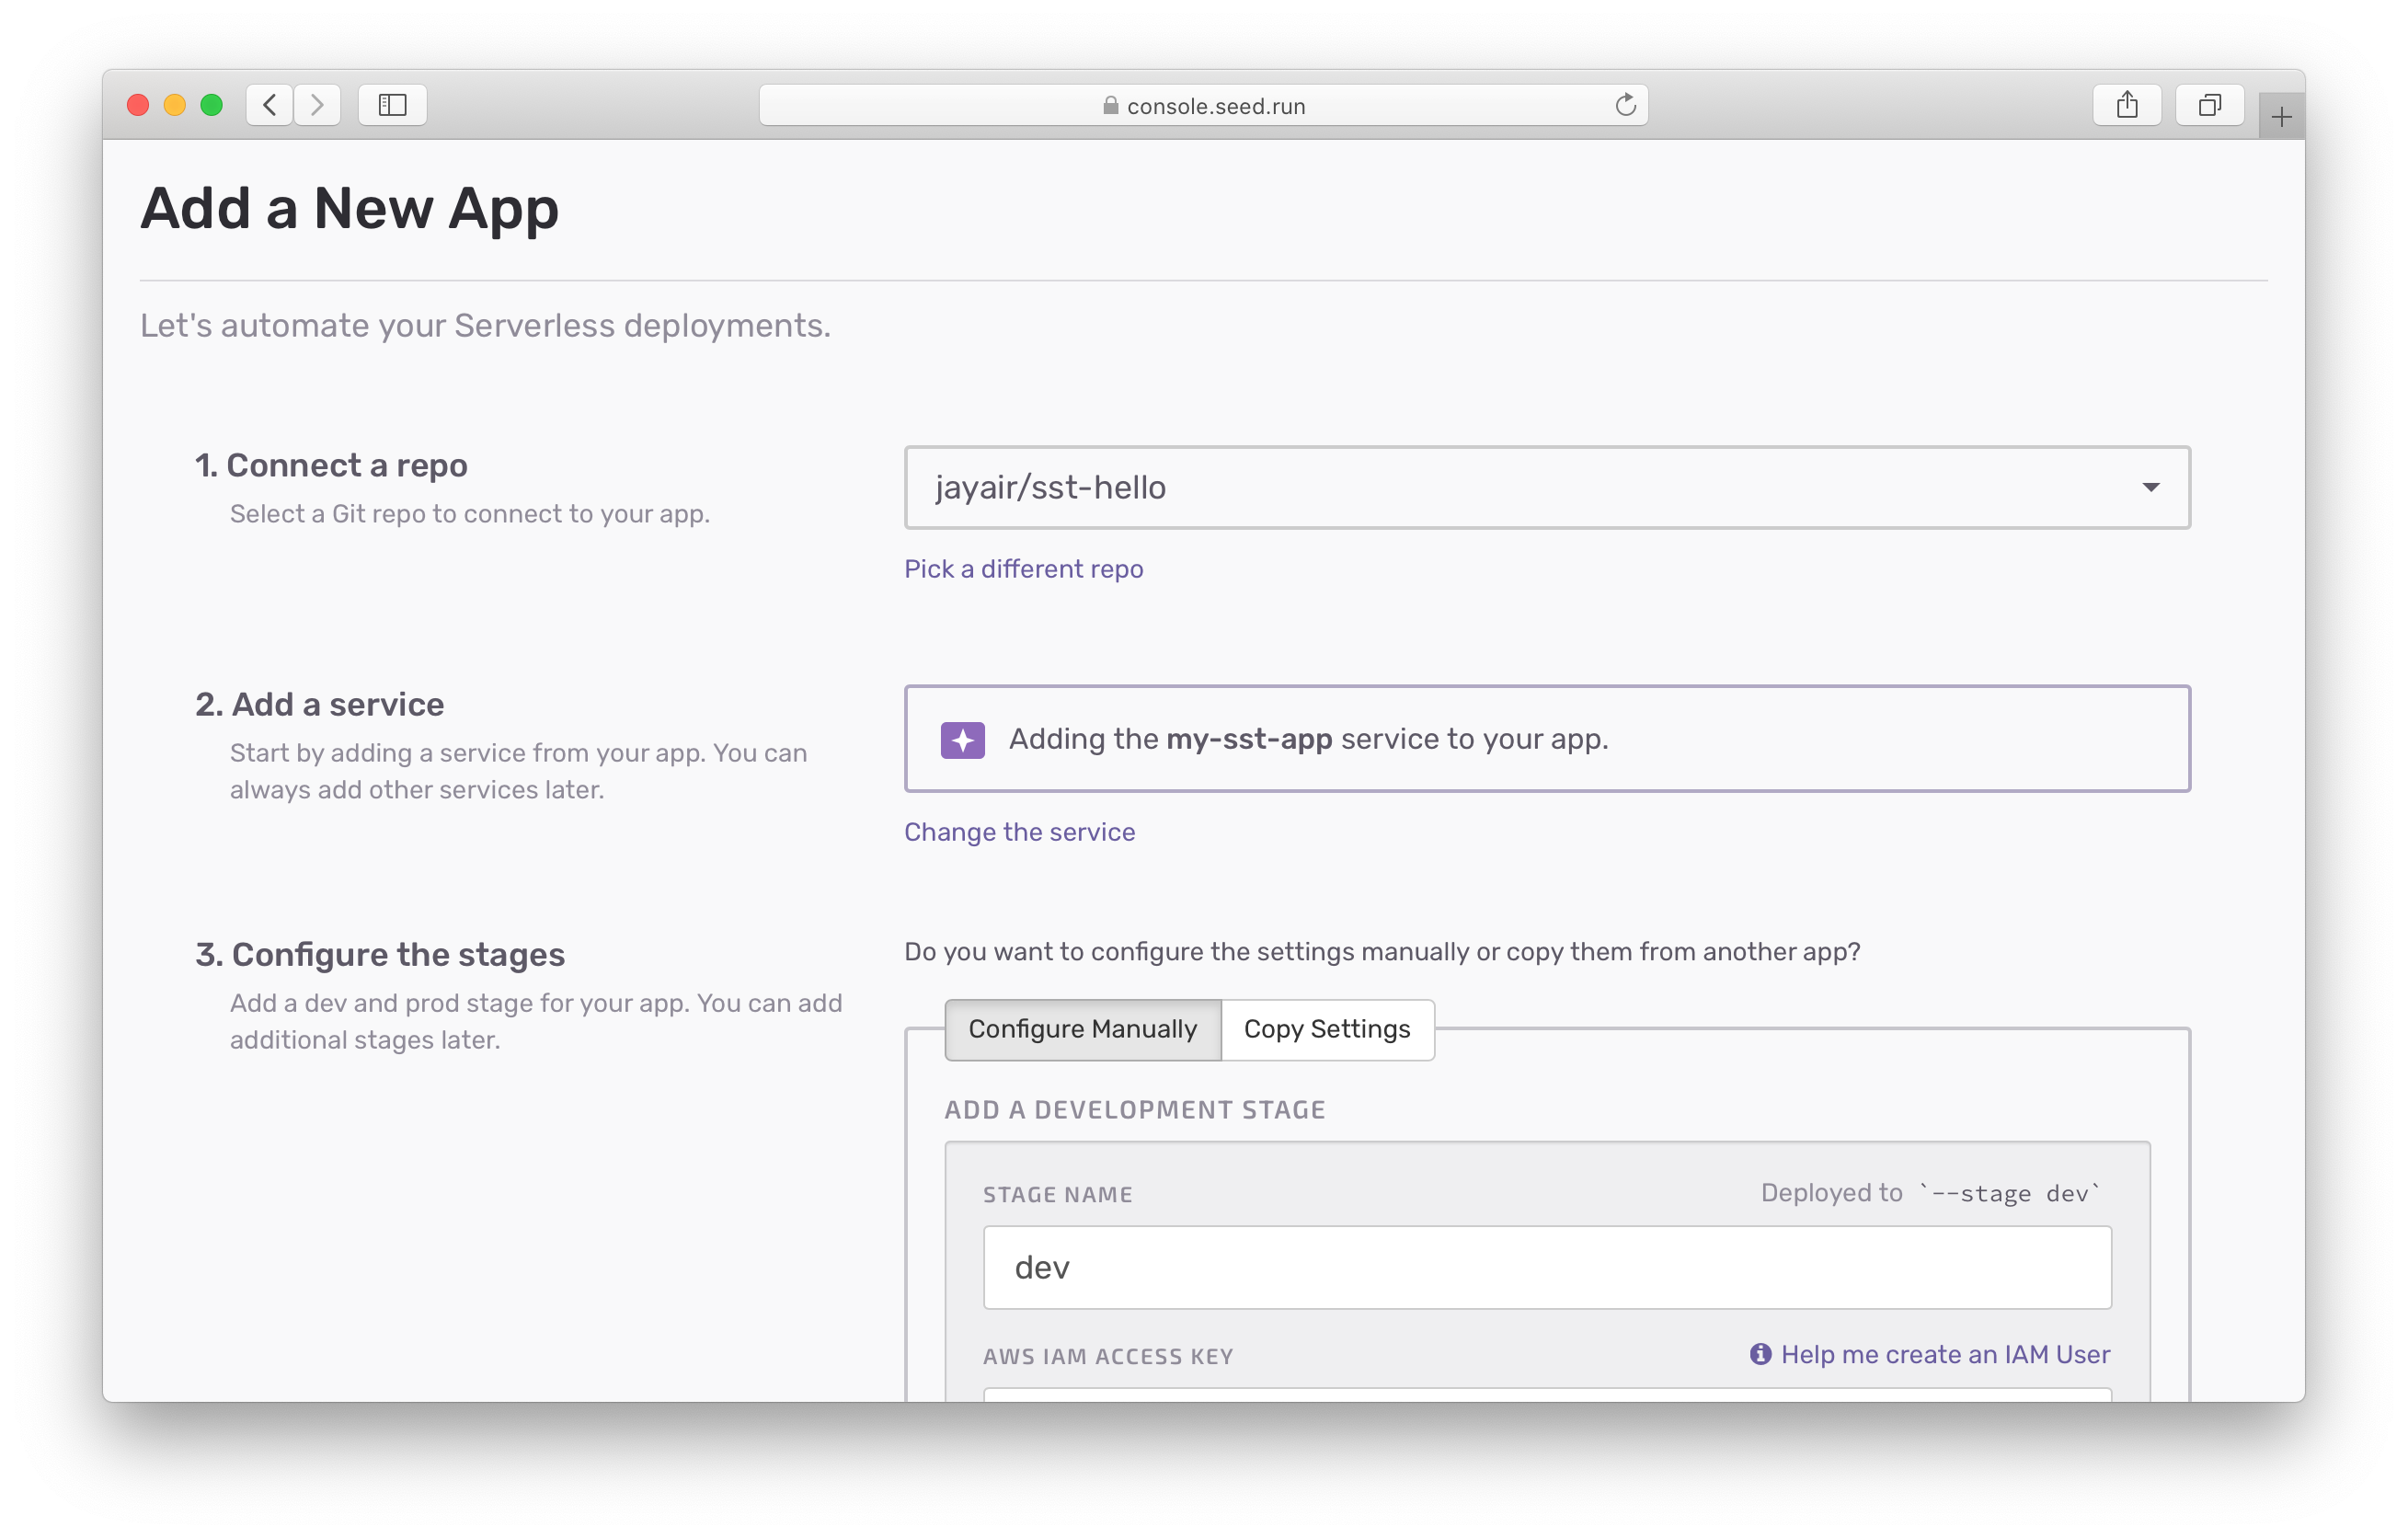 console.seed.run
Add a New App
Let's automate your Serverless deployments.
1. Connect a repo
Select a Git repo to connect to your app.
jayair/sst-hello
Pick a different repo
2. Add a service
Start by adding a service from your app. You can
always add other services later.
Adding the my-sst-app service to your app.
Change the service
3. Configure the stages
Add a dev and prod stage for your app. You can add
additional stages later.
Do you want to configure the settings manually or copy them from another app?
Configure Manually
Copy Settings
ADD A DEVELOPMENT STAGE
STAGE NAME
Deployed to `--stage dev`
dev
AWS IAM ACCESS KEY
Help me create an IAM User